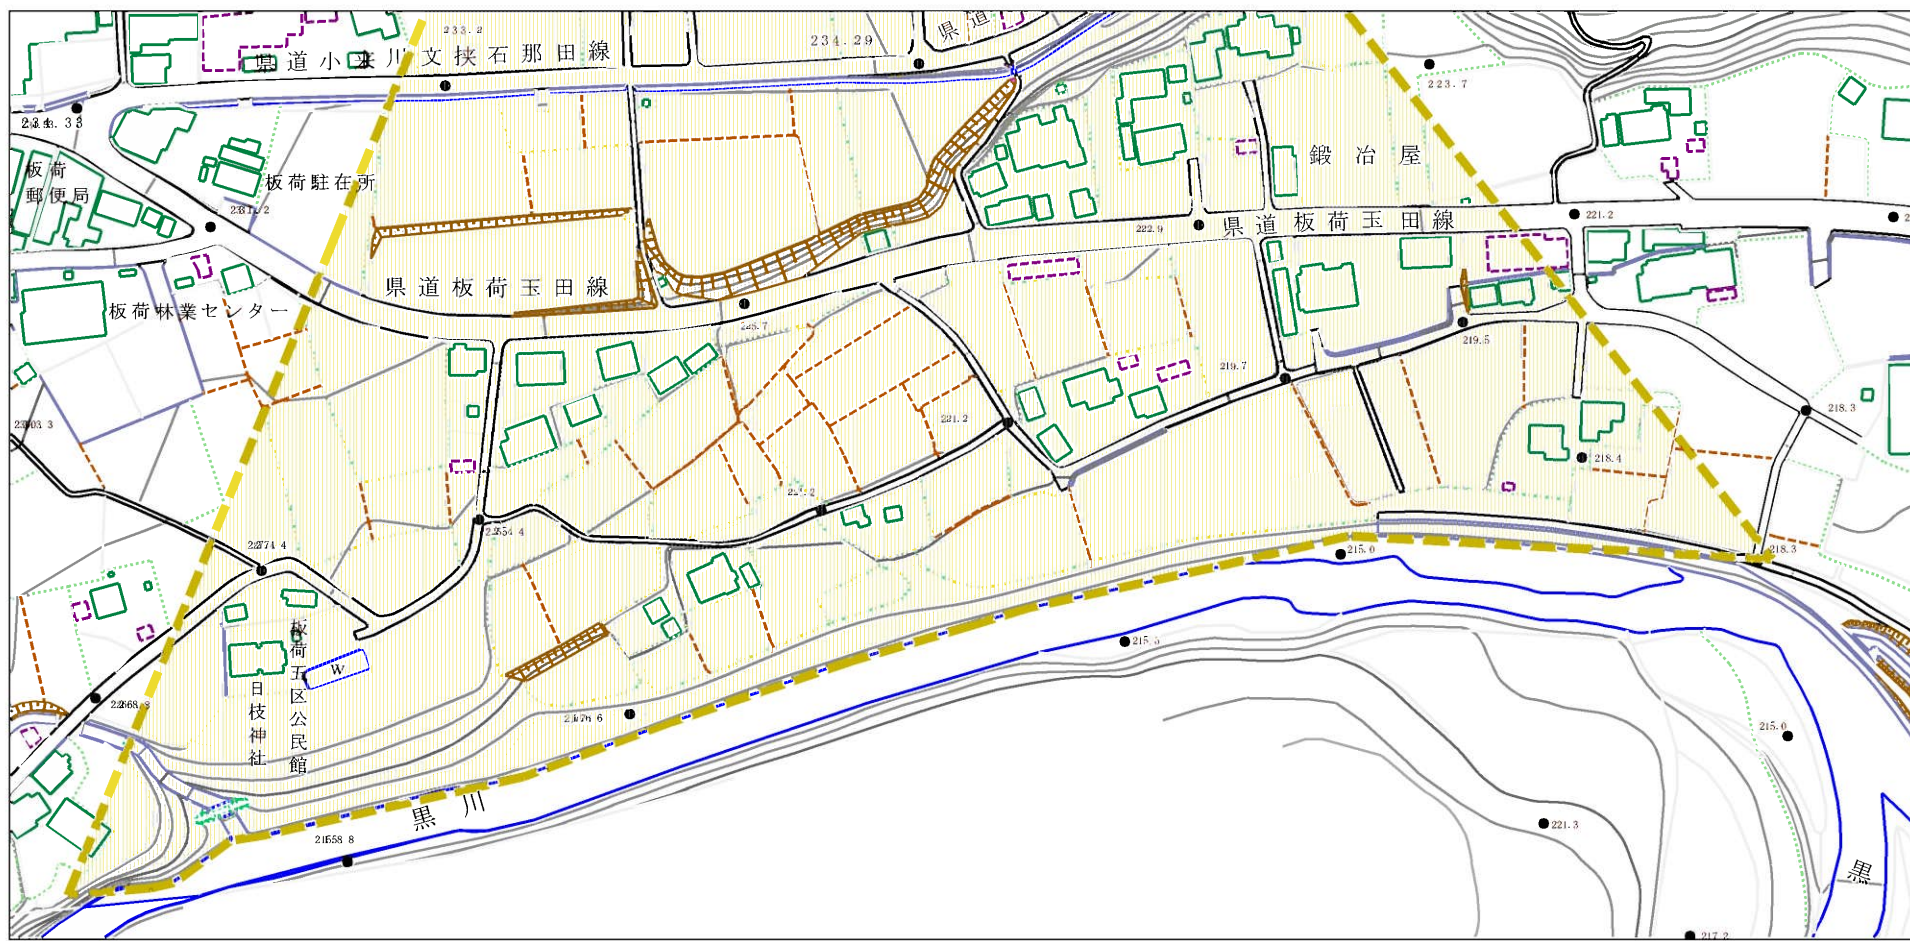 233.2
県道小来川文挟石那田線
234.29
県道
223.7
板荷
郵便局
板荷駐在所
鍛冶屋
221.2
222.9
県道板荷玉田線
県道板荷玉田線
板荷林業センター
219.5
219.7
218.3
221.2
218.4
218.3
215.0
板荷五区公民館
W
日枝神社
215.0
221.3
黒川
黒
217.2